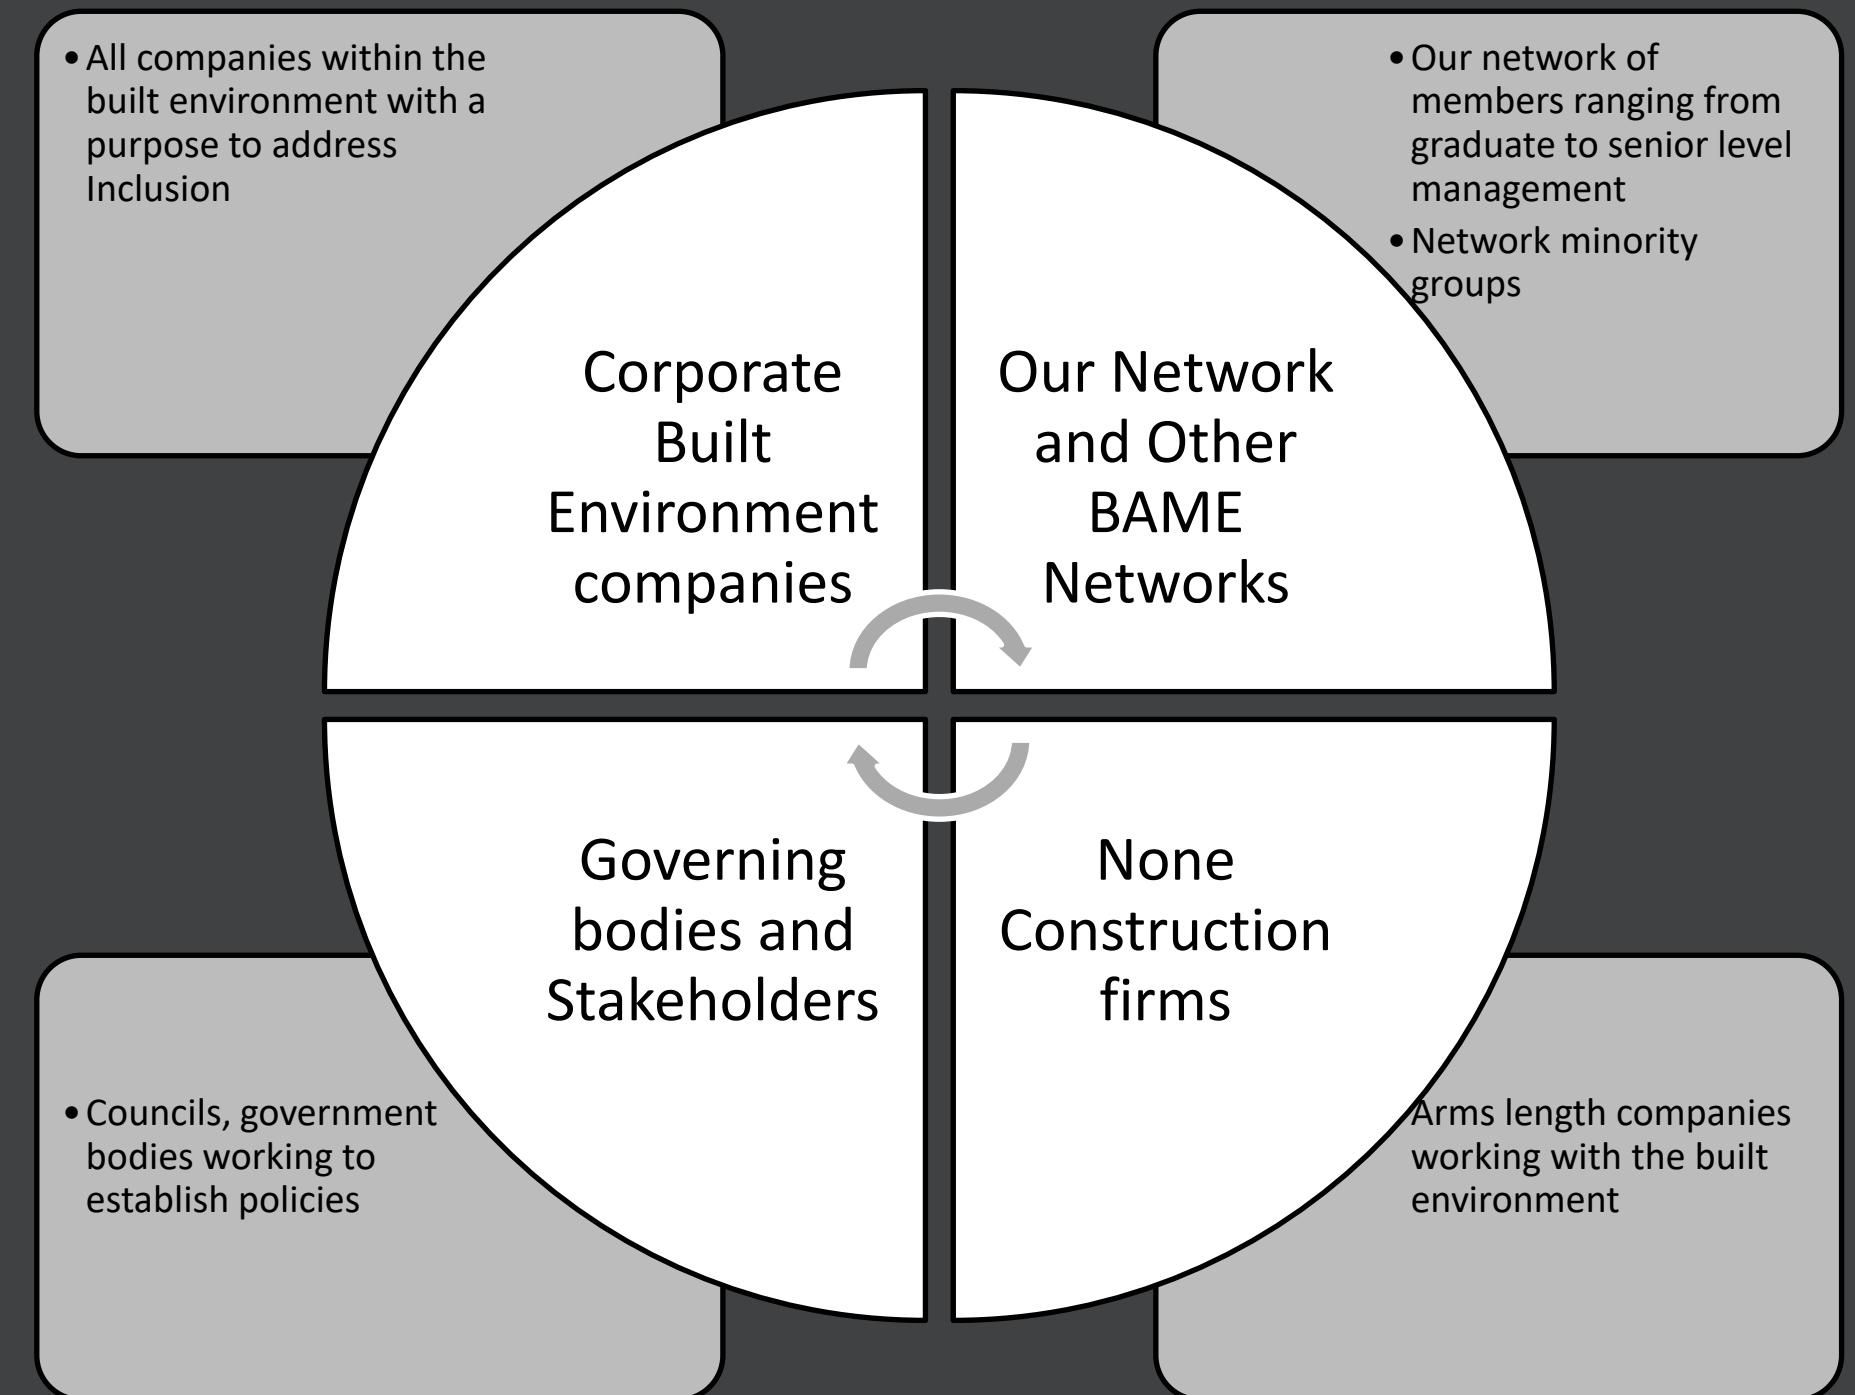 • All companies within the
built environment with a
purpose to address
Inclusion
• Our network of
members ranging from
graduate to senior level
management
• Network minority
groups
Corporate
Built
Environment
companies
Our Network
and Other
BAME
Networks
Governing
bodies and
Stakeholders
None
Construction
firms
• Councils, government
bodies working to
establish policies
Arms length companies
working with the built
environment